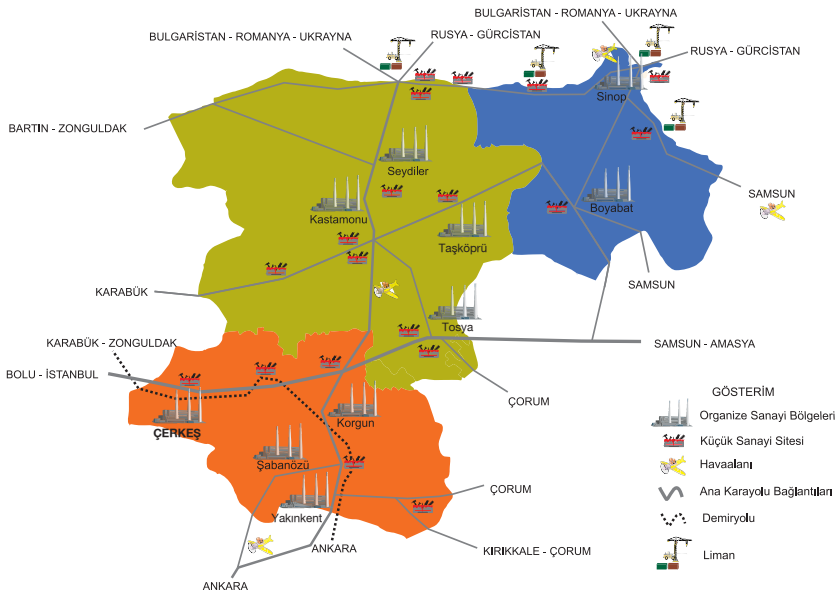 BULGARİSTAN - ROMANYA - UKRAYNA
BULGARİSTAN - ROMANYA - UKRAYNA
RUSYA - GÜRCİSTAN
RUSYA - GÜRCİSTAN
Sinop
BARTIN - ZONGULDAK
Seydiler
Kastamonu
Boyabat
SAMSUN
Taşköprü
SAMSUN
KARABÜK
Tosya
KARABÜK - ZONGULDAK
SAMSUN - AMASYA
BOLU - İSTANBUL
ÇORUM
GÖSTERİM
Organize Sanayi Bölgeleri
Küçük Sanayi Sitesi
Havaalanı
Ana Karayolu Bağlantıları
Demiryolu
Liman
ÇERKEŞ
Korgun
Şabanözü
Yakınkent
ÇORUM
ANKARA
KIRIKKALE - ÇORUM
ANKARA